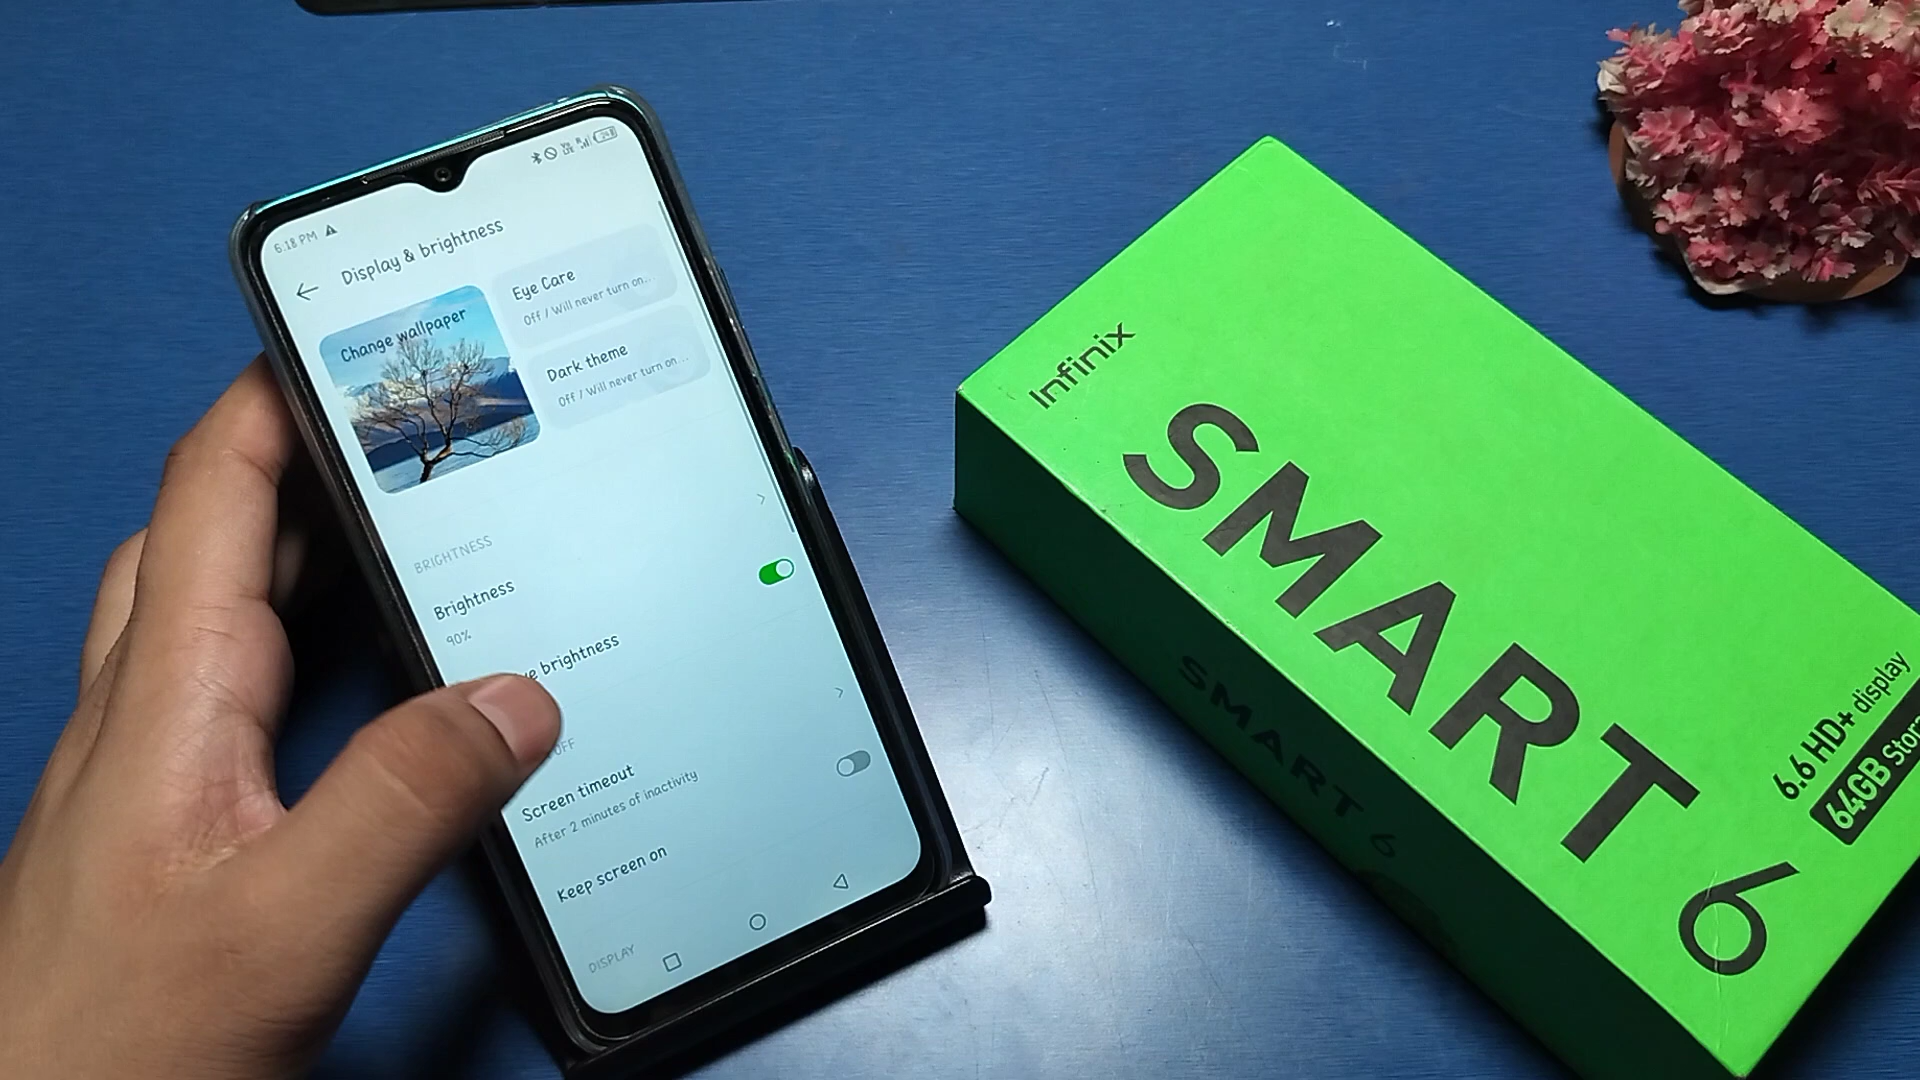 6:18 PM
Display & brightness
Change wallpaper
Eye Care
Off / Will never turn on...
Dark theme
Off / Will never turn on...
BRIGHTNESS
Brightness
90%
brightness
OFF
Screen timeout
After 2 minutes of inactivity
Keep screen on
DISPLAY
Infinix
SMART 6
6.6 HD+ display
64GB
SMART 6